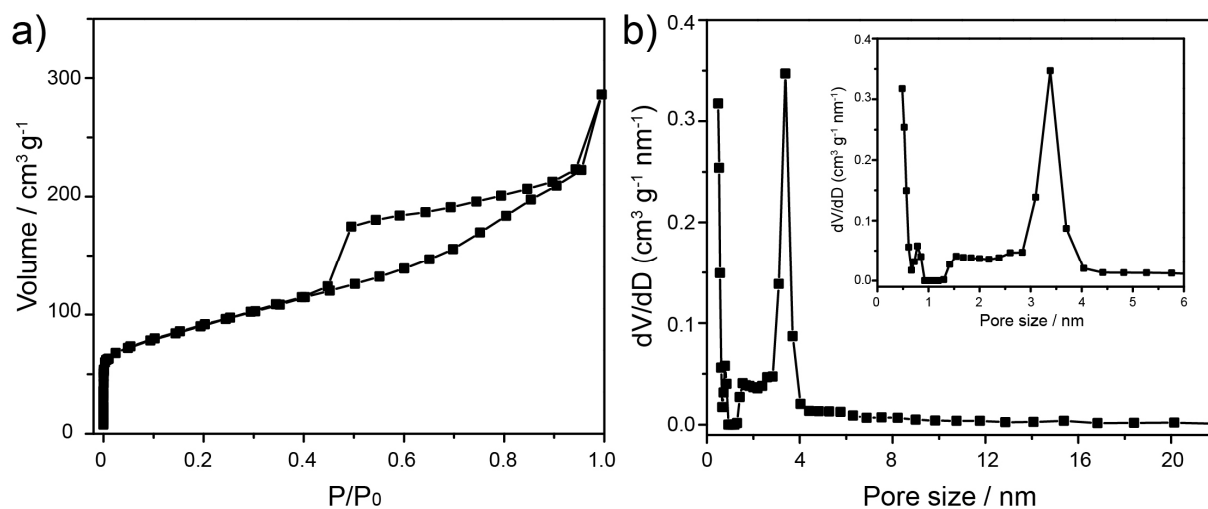 a)
Volume / cm³ g⁻¹
300
200
100
0
0 0.2 0.4 0.6 0.8 1.0
P/P₀
b)
dV/dD (cm³ g⁻¹ nm⁻¹)
0.4
0.3
0.2
0.1
0.0
0 4 8 12 16 20
Pore size / nm
dV/dD (cm³ g⁻¹ nm⁻¹)
0.4
0.3
0.2
0.1
0.0
0 1 2 3 4 5 6
Pore size / nm